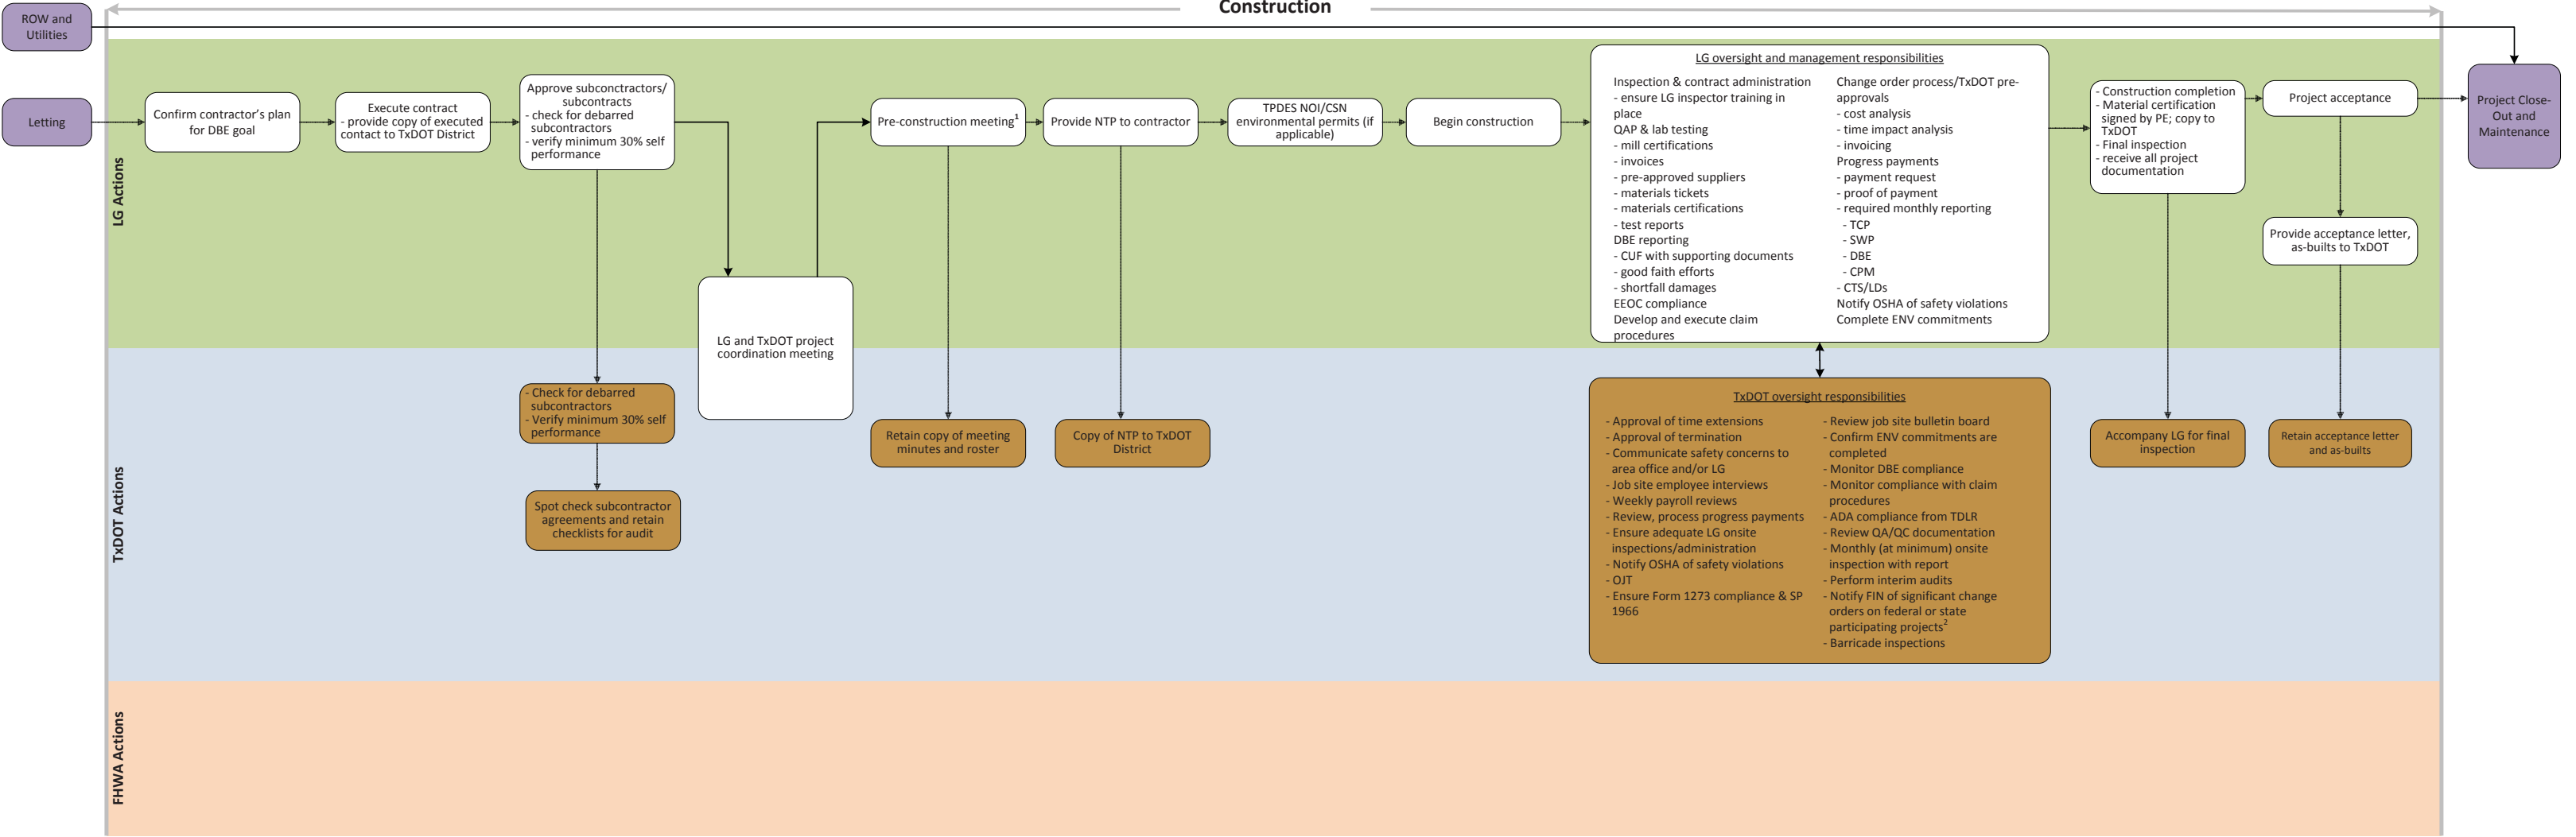 Construction
ROW and
Utilities
Letting
LG Actions
Confirm contractor's plan
for DBE goal
Execute contract
- provide copy of executed
contact to TxDOT District
Approve subconctractors/
subcontracts
- check for debarred
subcontractors
- verify minimum 30% self
performance
LG and TxDOT project
coordination meeting
Pre-construction meeting¹
Provide NTP to contractor
TPDES NOI/CSN
environmental permits (if
applicable)
Begin construction
LG oversight and management responsibilities
Inspection & contract administration
- ensure LG inspector training in
place
QAP & lab testing
- mill certifications
- invoices
- pre-approved suppliers
- materials tickets
- materials certifications
- test reports
DBE reporting
- CUF with supporting documents
- good faith efforts
- shortfall damages
EEOC compliance
Develop and execute claim
procedures
Change order process/TxDOT pre-
approvals
- cost analysis
- time impact analysis
- invoicing
Progress payments
- payment request
- proof of payment
- required monthly reporting
- TCP
- SWP
- DBE
- CPM
- CTS/LDs
Notify OSHA of safety violations
Complete ENV commitments
- Construction completion
- Material certification
signed by PE; copy to
TxDOT
- Final inspection
- receive all project
documentation
Project acceptance
Provide acceptance letter,
as-builts to TxDOT
Project Close-
Out and
Maintenance
TxDOT Actions
- Check for debarred
subcontractors
- Verify minimum 30% self
performance
Spot check subcontractor
agreements and retain
checklists for audit
Retain copy of meeting
minutes and roster
Copy of NTP to TxDOT
District
TxDOT oversight responsibilities
- Approval of time extensions
- Approval of termination
- Communicate safety concerns to
area office and/or LG
- Job site employee interviews
- Weekly payroll reviews
- Review, process progress payments
- Ensure adequate LG onsite
inspections/administration
- Notify OSHA of safety violations
- OJT
- Ensure Form 1273 compliance & SP
1966
- Review job site bulletin board
- Confirm ENV commitments are
completed
- Monitor DBE compliance
- Monitor compliance with claim
procedures
- ADA compliance from TDLR
- Review QA/QC documentation
- Monthly (at minimum) onsite
inspection with report
- Perform interim audits
- Notify FIN of significant change
orders on federal or state
participating projects²
- Barricade inspections
Accompany LG for final
inspection
Retain acceptance letter
and as-builts
FHWA Actions